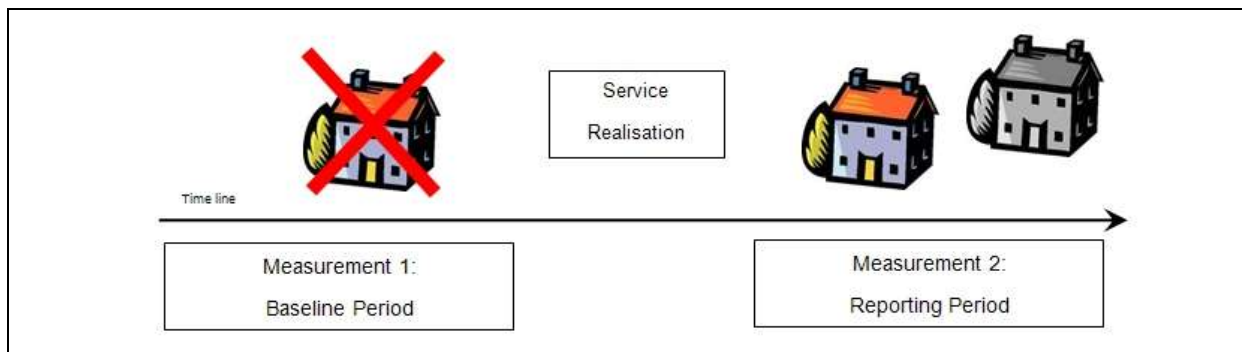 Service
Realisation
Time line
Measurement 1:
Baseline Period
Measurement 2:
Reporting Period